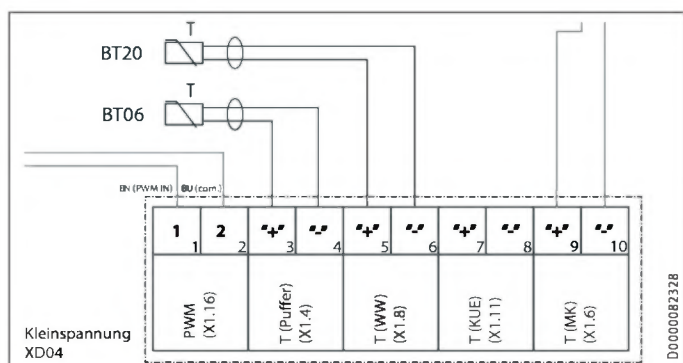 T
BT20
T
BT06
BN (PWM IN) BU (com.)
1 2 "+" "-" "+" "-" "+" "-" "+" "-"
1 2 3 4 5 6 7 8 9 10
PWM
(X1.16)
T (Puffer)
(X1.4)
T (WW)
(X1.8)
T (KUE)
(X1.11)
T (MK)
(X1.6)
Kleinspannung
XD04
D0000082328